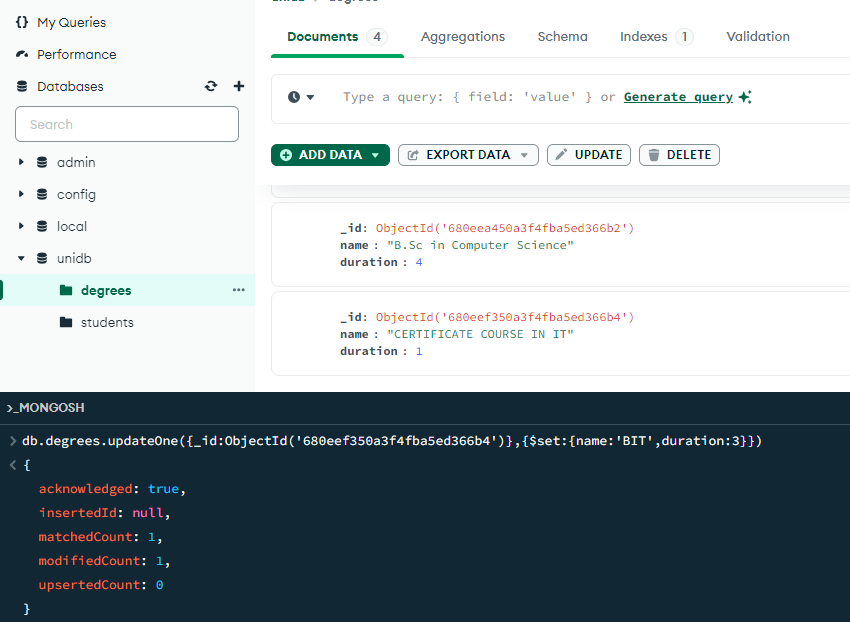 unidb > degrees
My Queries
Performance
Databases
Search
admin
config
local
unidb
degrees
students
Documents 4 Aggregations Schema Indexes 1 Validation
Type a query: { field: 'value' } or Generate query
ADD DATA EXPORT DATA UPDATE DELETE
_id: ObjectId('680eea450a3f4fba5ed366b2')
name : "B.Sc in Computer Science"
duration : 4
_id: ObjectId('680eef350a3f4fba5ed366b4')
name : "CERTIFICATE COURSE IN IT"
duration : 1
>_MONGOSH
> db.degrees.updateOne({_id:ObjectId('680eef350a3f4fba5ed366b4')},{$set:{name:'BIT',duration:3}})
< {
acknowledged: true,
insertedId: null,
matchedCount: 1,
modifiedCount: 1,
upsertedCount: 0
}